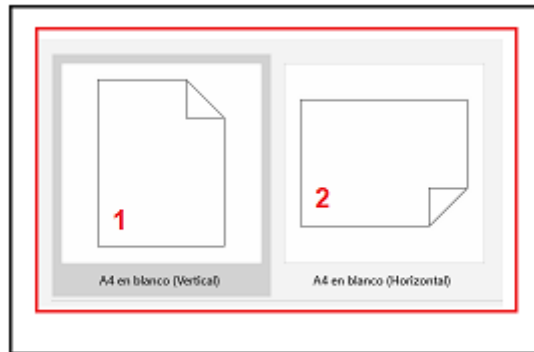 1
2
A4 en blanco (Vertical)
A4 en blanco (Horizontal)